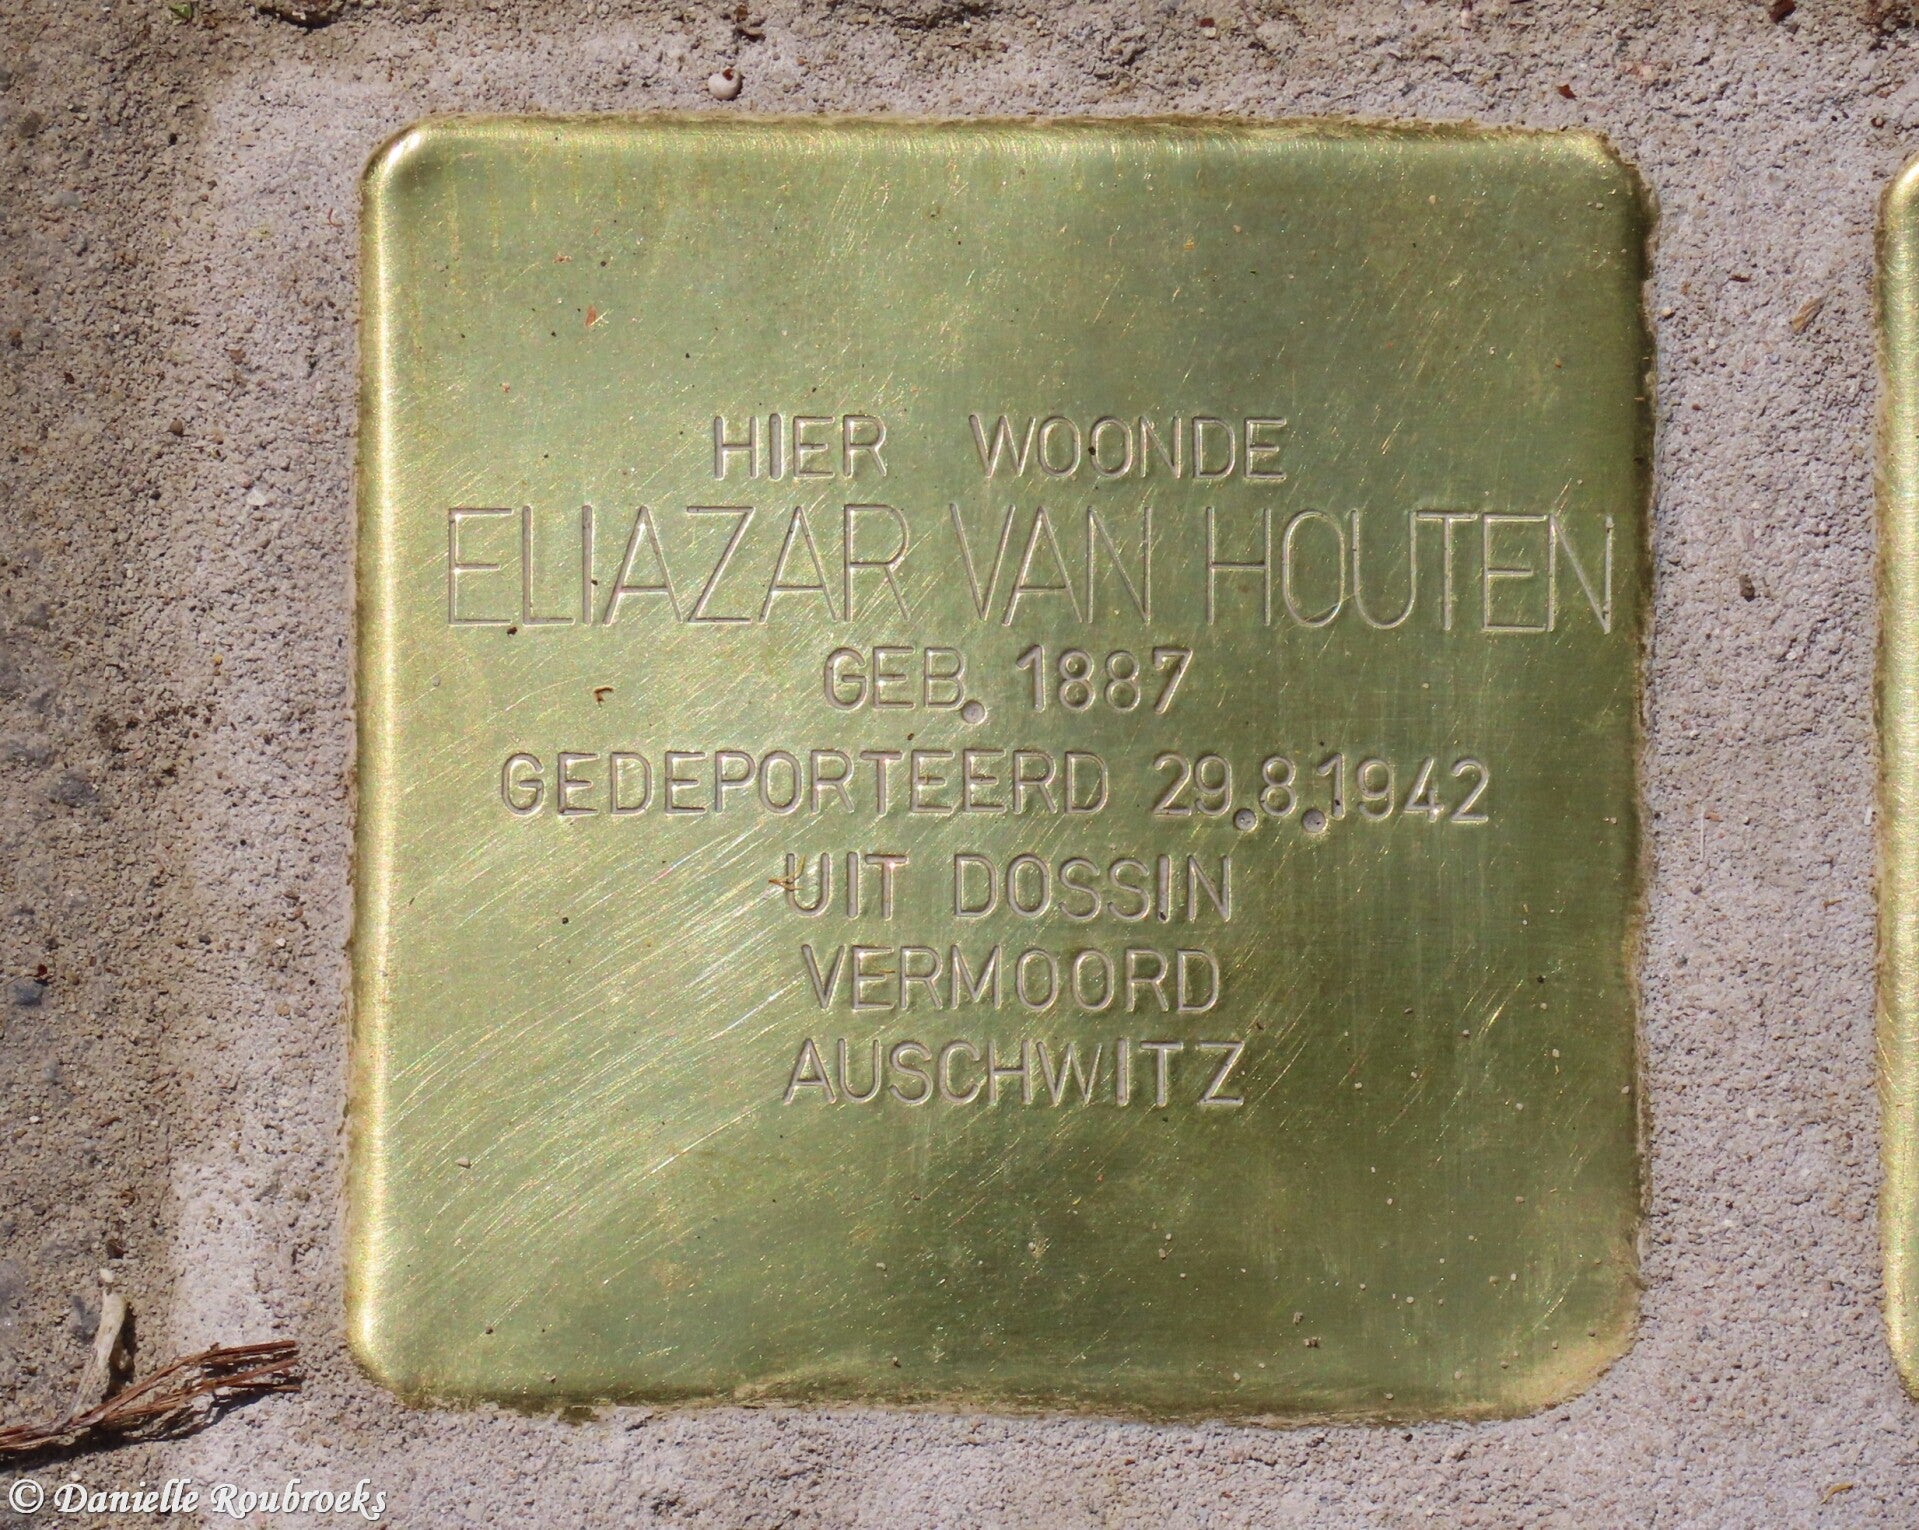 HIER WOONDE
ELIAZAR VAN HOUTEN
GEB. 1887
GEDEPORTEERD 29.8.1942
UIT DOSSIN
VERMOORD
AUSCHWITZ
© Danielle Roubroeks